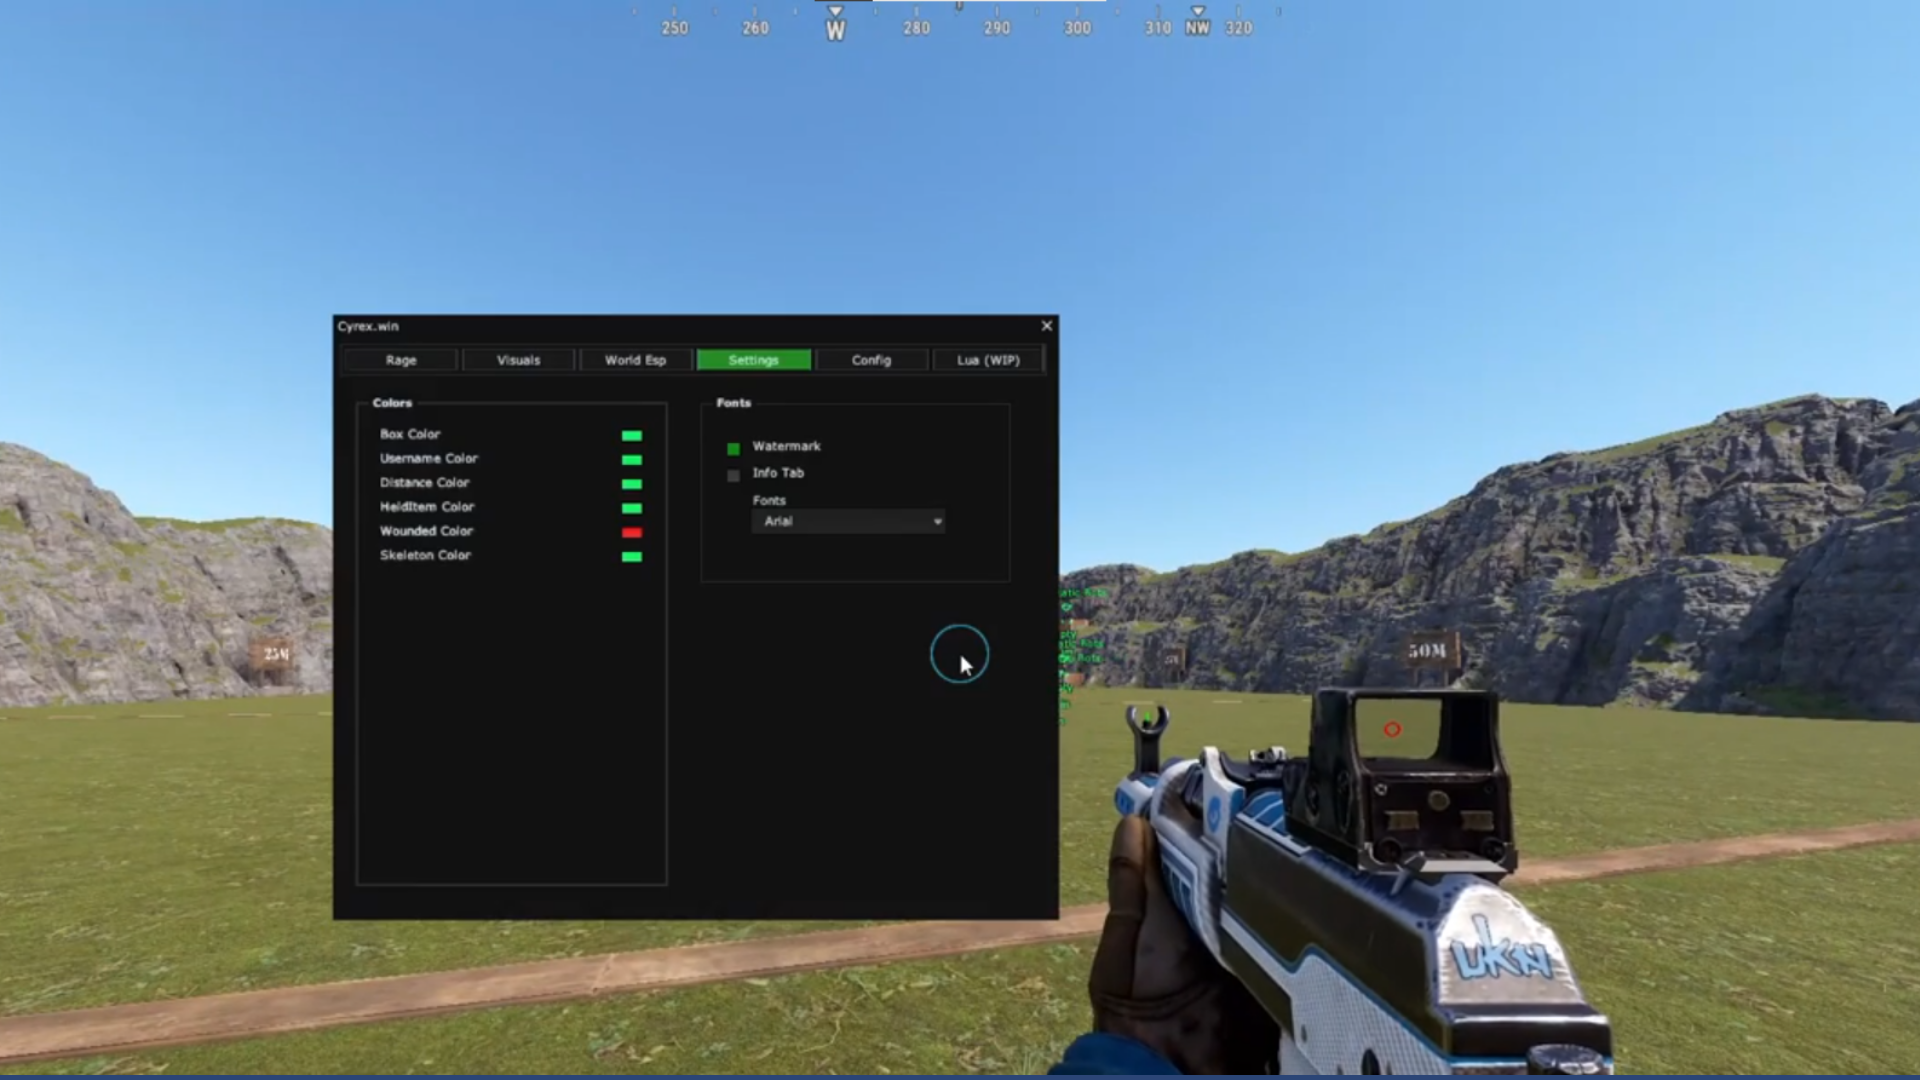 250 260 W 280 290 300 310 NW 320
Cyrex.win
Rage Visuals World Esp Settings Config Lua (WIP)
Colors
Box Color
Username Color
Distance Color
HeldItem Color
Wounded Color
Skeleton Color
Fonts
Watermark
Info Tab
Fonts
Arial
25M
50M
UKN